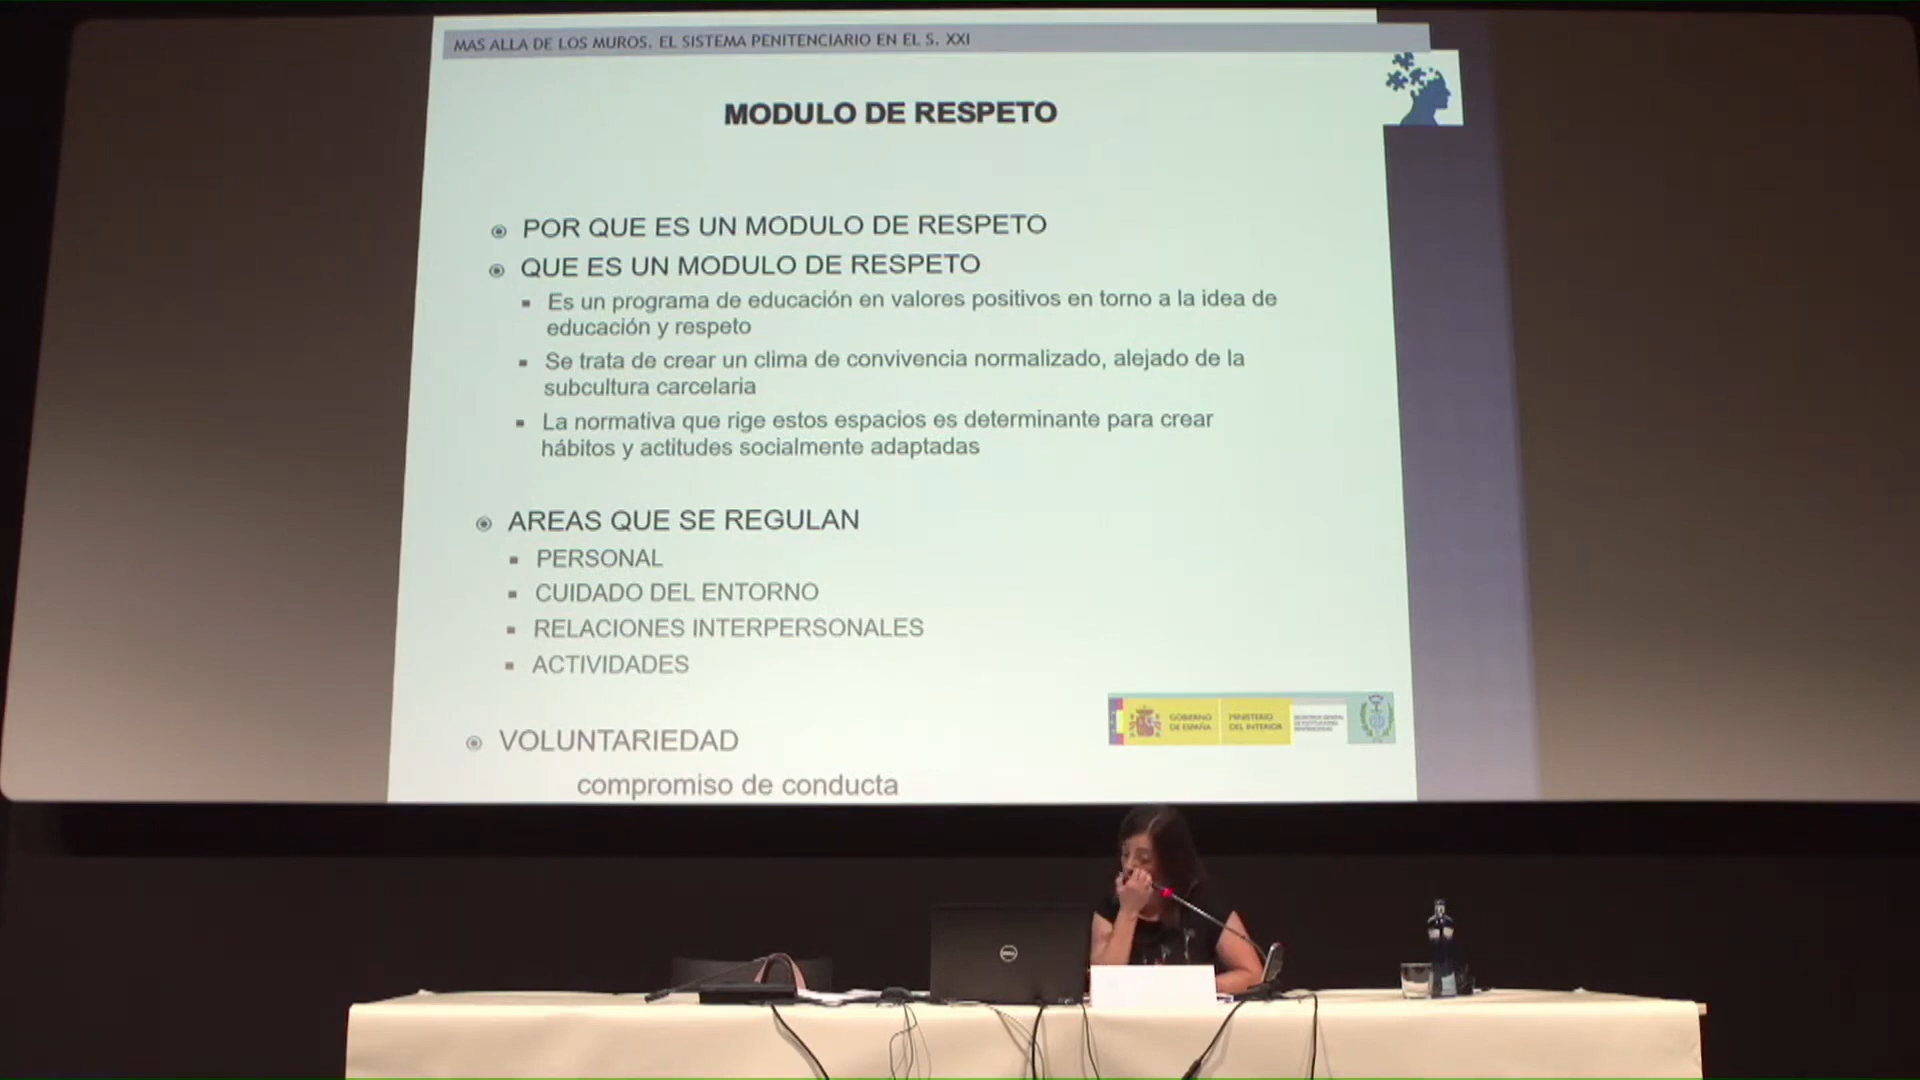 MAS ALLA DE LOS MUROS. EL SISTEMA PENITENCIARIO EN EL S. XXI
MODULO DE RESPETO
POR QUE ES UN MODULO DE RESPETO
QUE ES UN MODULO DE RESPETO
Es un programa de educación en valores positivos en torno a la idea de
educación y respeto
Se trata de crear un clima de convivencia normalizado, alejado de la
subcultura carcelaria
La normativa que rige estos espacios es determinante para crear
hábitos y actitudes socialmente adaptadas
AREAS QUE SE REGULAN
PERSONAL
CUIDADO DEL ENTORNO
RELACIONES INTERPERSONALES
ACTIVIDADES
VOLUNTARIEDAD
compromiso de conducta
GOBIERNO
DE ESPAÑA
MINISTERIO
DEL INTERIOR
DELL